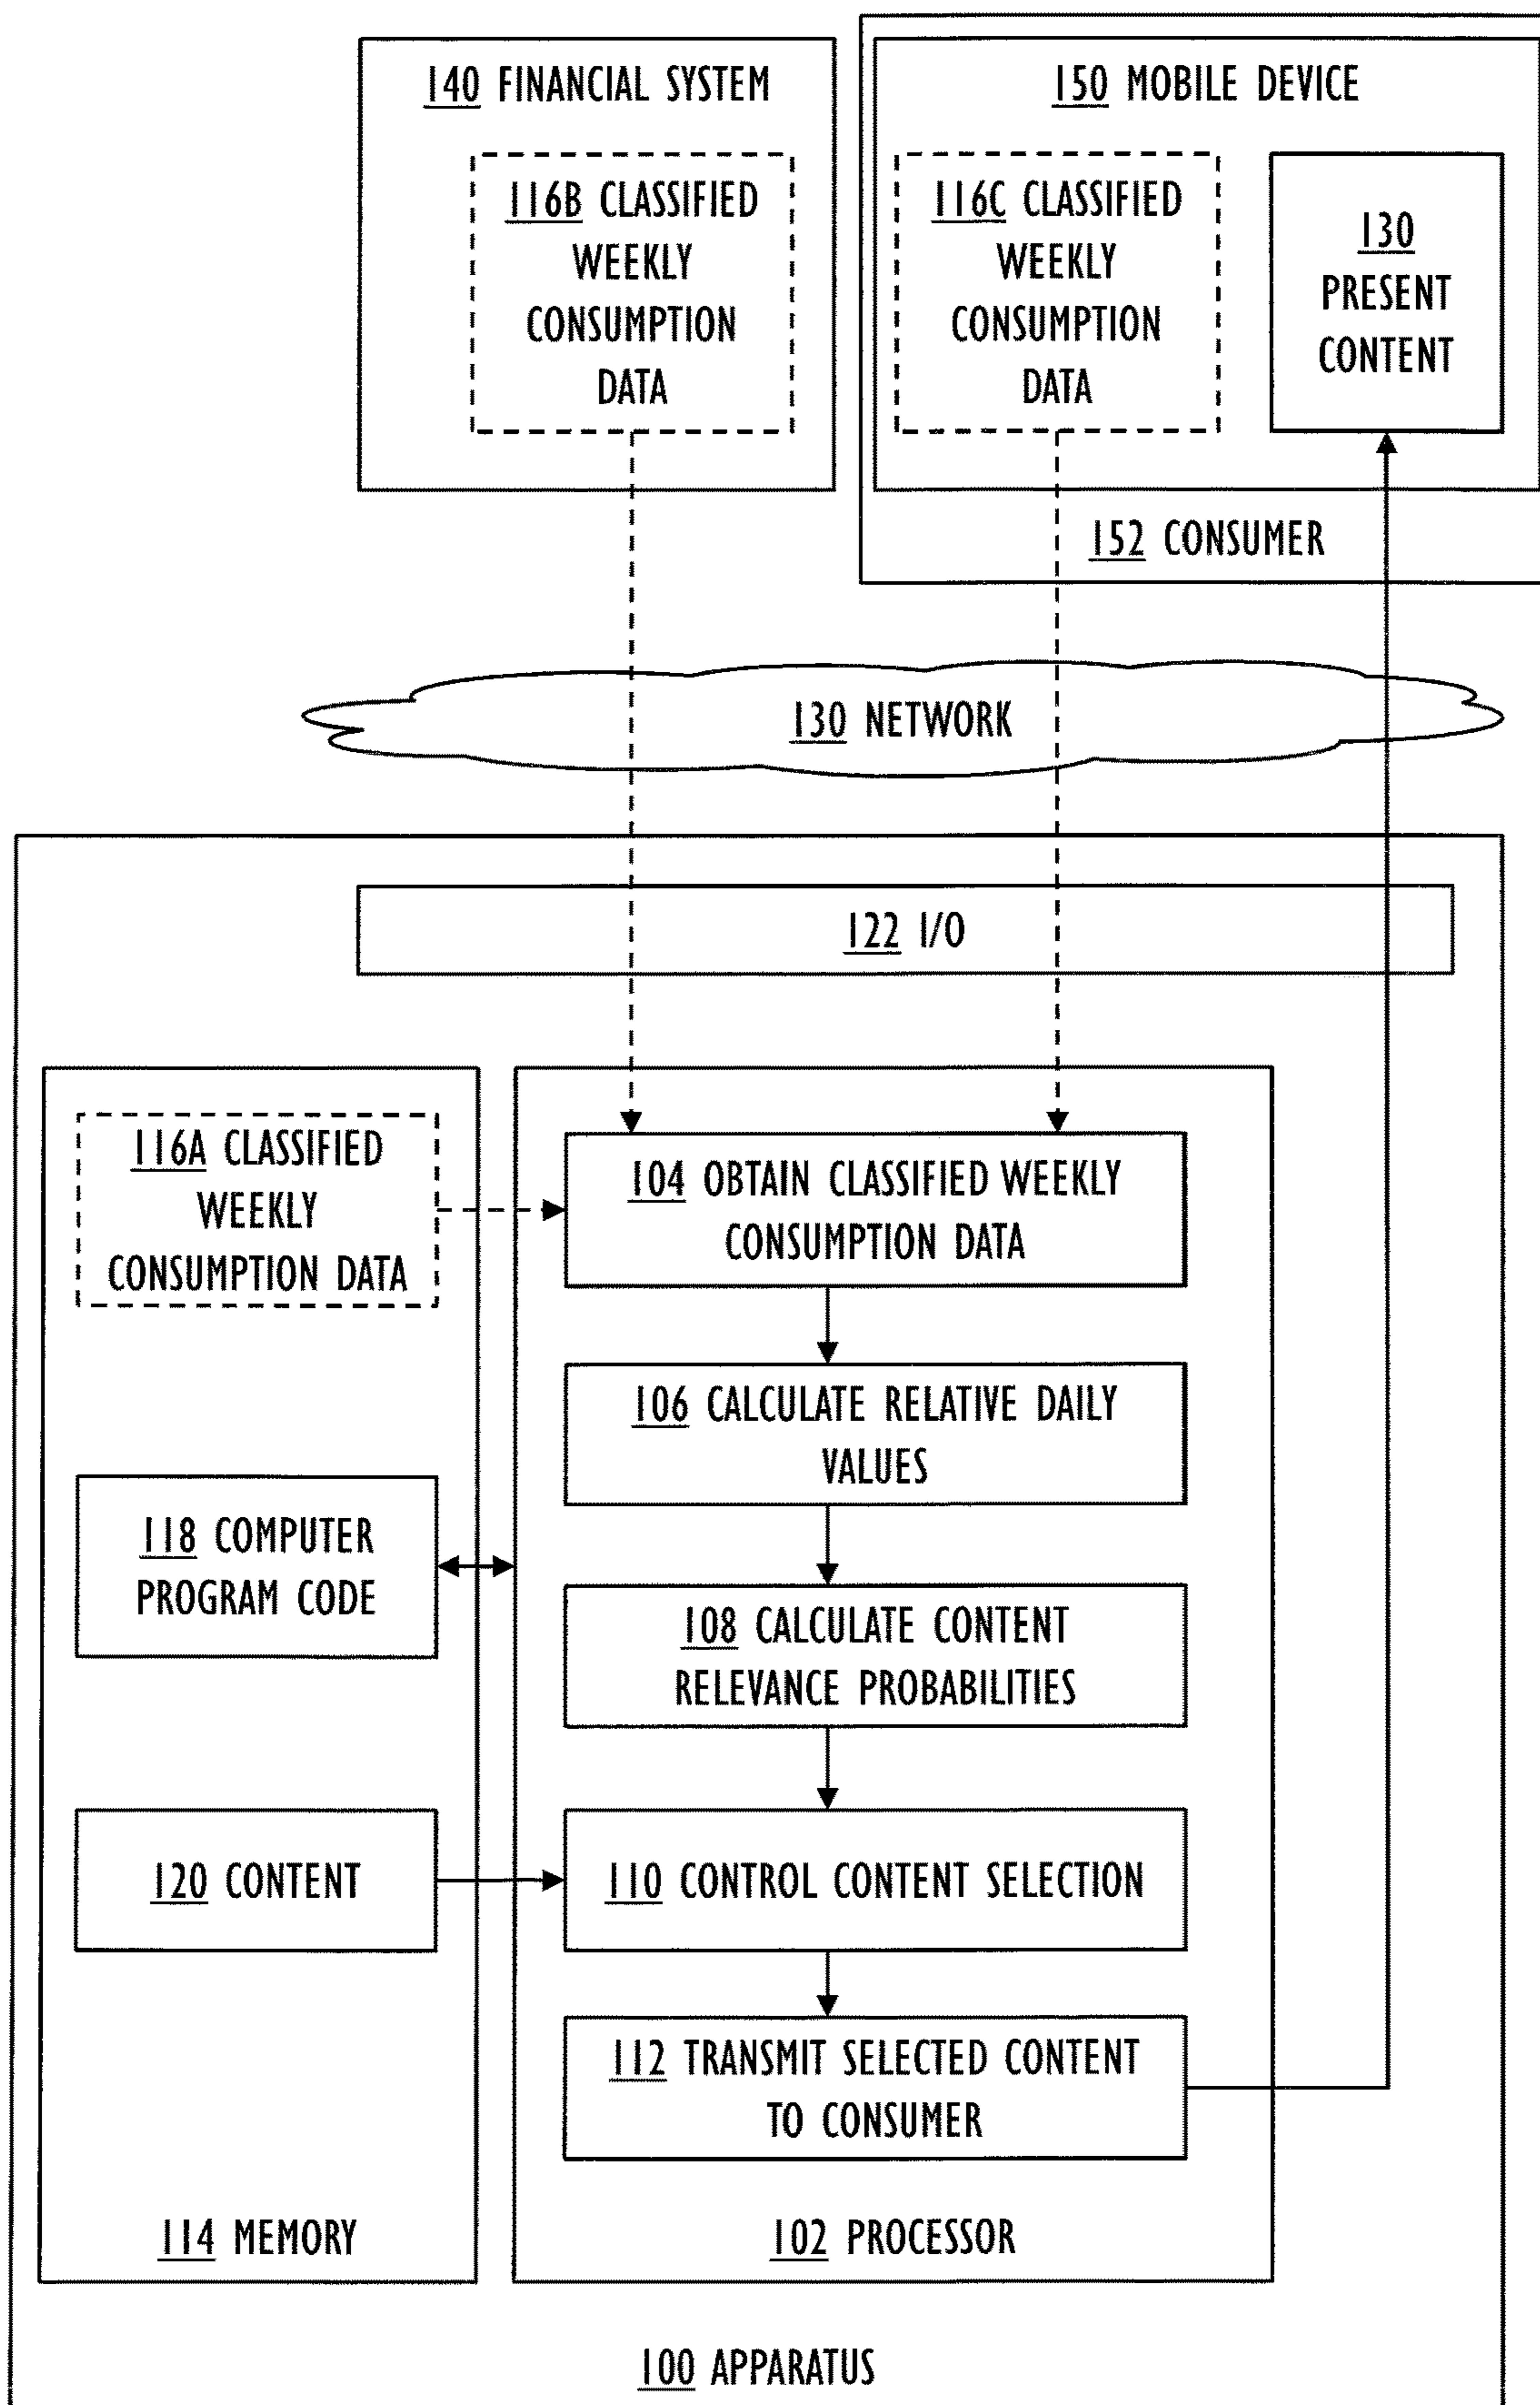 140 FINANCIAL SYSTEM
116B CLASSIFIED
WEEKLY
CONSUMPTION
DATA
150 MOBILE DEVICE
116C CLASSIFIED
WEEKLY
CONSUMPTION
DATA
130
PRESENT
CONTENT
152 CONSUMER
130 NETWORK
122 I/O
116A CLASSIFIED
WEEKLY
CONSUMPTION DATA
104 OBTAIN CLASSIFIED WEEKLY
CONSUMPTION DATA
106 CALCULATE RELATIVE DAILY
VALUES
118 COMPUTER
PROGRAM CODE
108 CALCULATE CONTENT
RELEVANCE PROBABILITIES
120 CONTENT
110 CONTROL CONTENT SELECTION
112 TRANSMIT SELECTED CONTENT
TO CONSUMER
114 MEMORY
102 PROCESSOR
100 APPARATUS